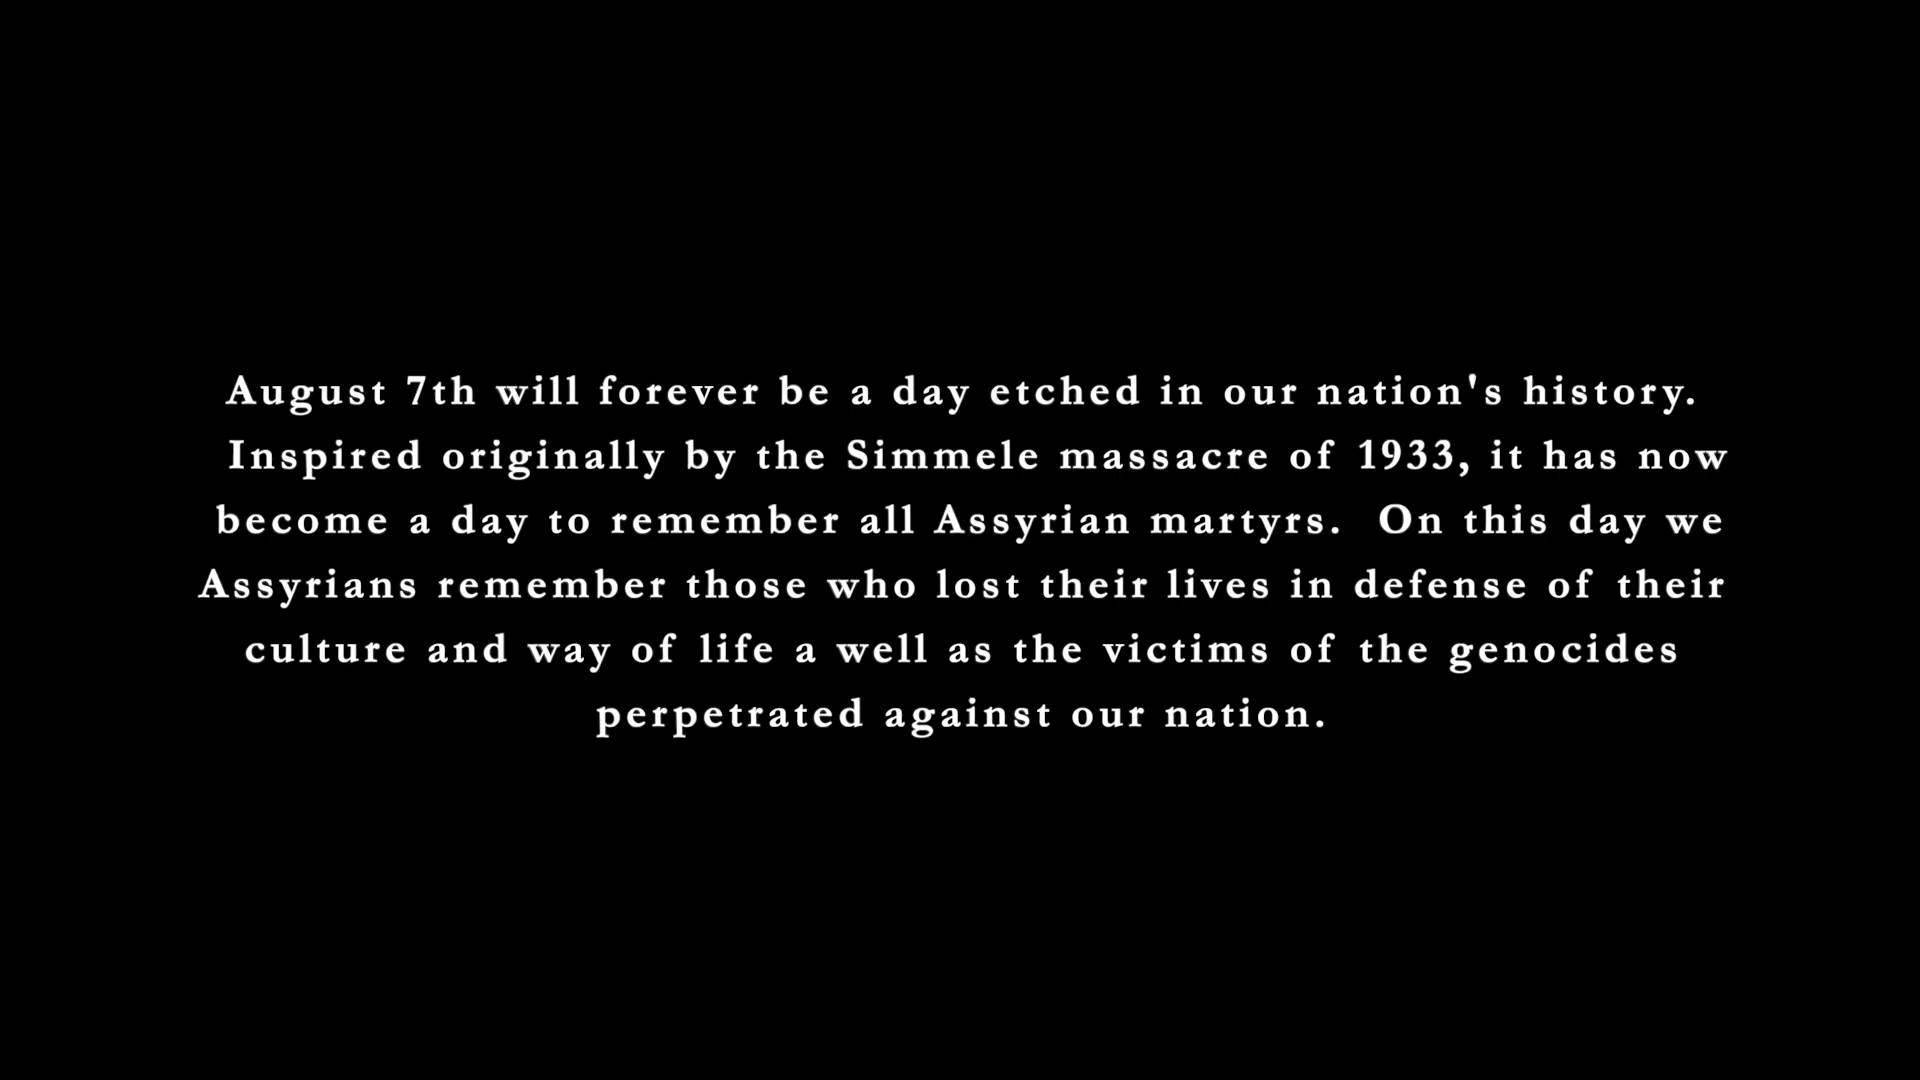 August 7th will forever be a day etched in our nation's history.
Inspired originally by the Simmele massacre of 1933, it has now
become a day to remember all Assyrian martyrs.  On this day we
Assyrians remember those who lost their lives in defense of their
culture and way of life a well as the victims of the genocides
perpetrated against our nation.